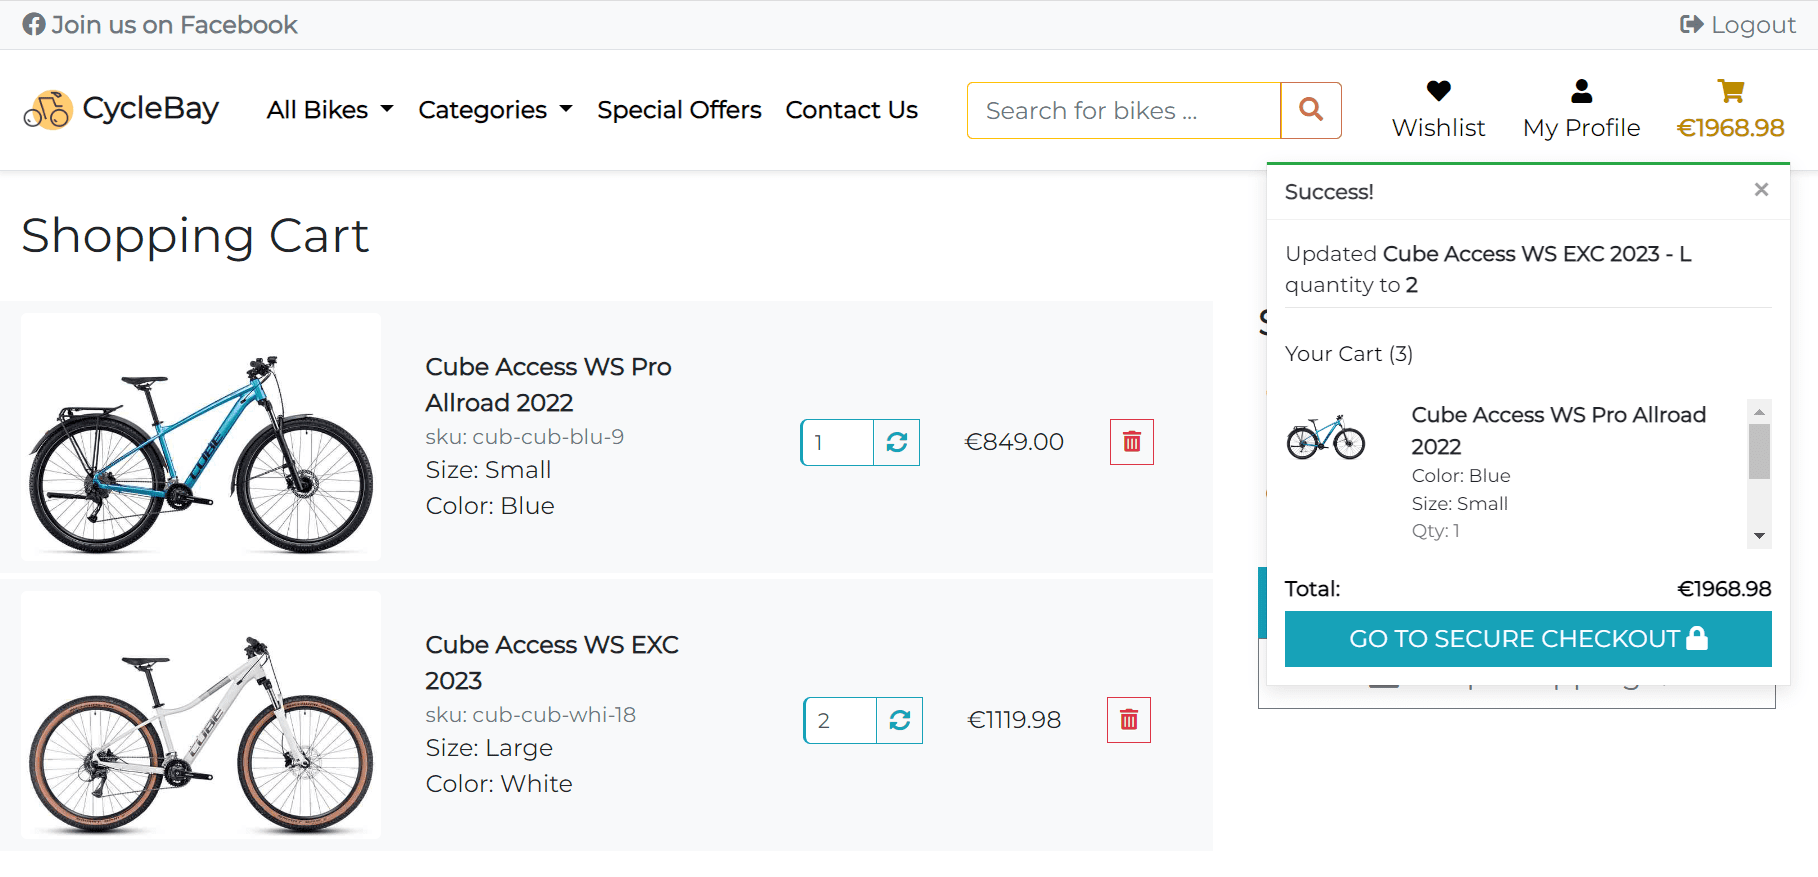 Join us on Facebook
Logout
CycleBay
All Bikes
Categories
Special Offers
Contact Us
Search for bikes ...
Wishlist
My Profile
€1968.98
Shopping Cart
Cube Access WS Pro
Allroad 2022
sku: cub-cub-blu-9
Size: Small
Color: Blue
1
€849.00
CUBE
Cube Access WS EXC
2023
sku: cub-cub-whi-18
Size: Large
Color: White
2
€1119.98
CUBE
Success!
×
Updated Cube Access WS EXC 2023 - L
quantity to 2
Your Cart (3)
Cube Access WS Pro Allroad
2022
Color: Blue
Size: Small
Qty: 1
Total:
€1968.98
GO TO SECURE CHECKOUT